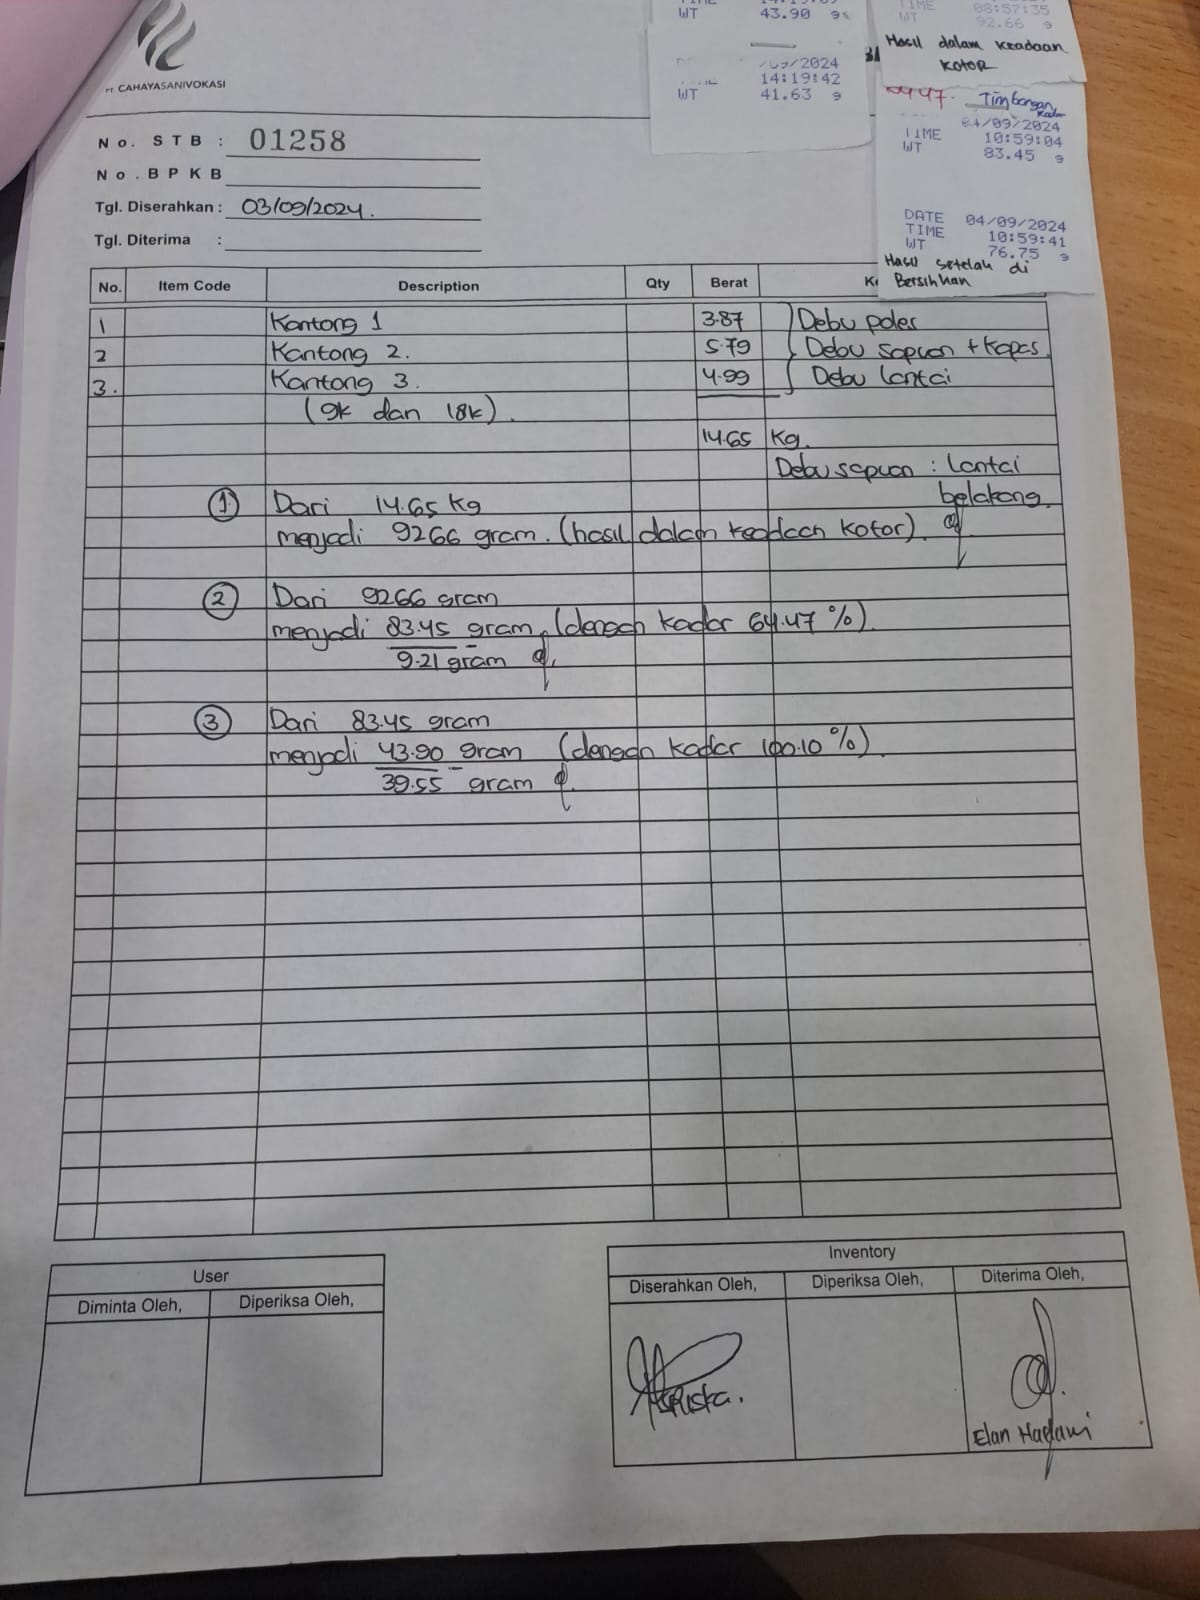 WT 43.90 g
/09/2024
14:19:42
WT 41.63 g
TIME 08:57:35
WT 92.66 g
Hasil dalam keadaan
kotor
Timbangan
Kadar
04/09/2024
TIME 10:59:04
WT 83.45 g
DATE 04/09/2024
TIME 10:59:41
WT 76.75 g
Hasil setelah di
Bersihkan
PT. CAHAYASANIVOKASI
No. STB : 01258
No. BPKB
Tgl. Diserahkan : 03/09/2024.
Tgl. Diterima :
No. Item Code Description Qty Berat
1 Kantong 1 3.87 Debu poles
2 Kantong 2. 5.79 Debu sapuan + Kapas
3. Kantong 3. 4.99 Debu lantai
(9k dan 18k).
14.65 Kg.
Debu sapuan : Lantai
belakang
1 Dari 14.65 Kg
menjadi 9266 gram. (hasil dalam keadaan kotor).
2 Dari 9266 gram
menjadi 83.45 gram (dengan kadar 64.47 %)
9.21 gram
3 Dari 83.45 gram
menjadi 43.90 gram (dengan kadar 100.10 %)
39.55 gram
User
Diminta Oleh, Diperiksa Oleh,
Inventory
Diserahkan Oleh, Diperiksa Oleh, Diterima Oleh,
Elan Hadawi